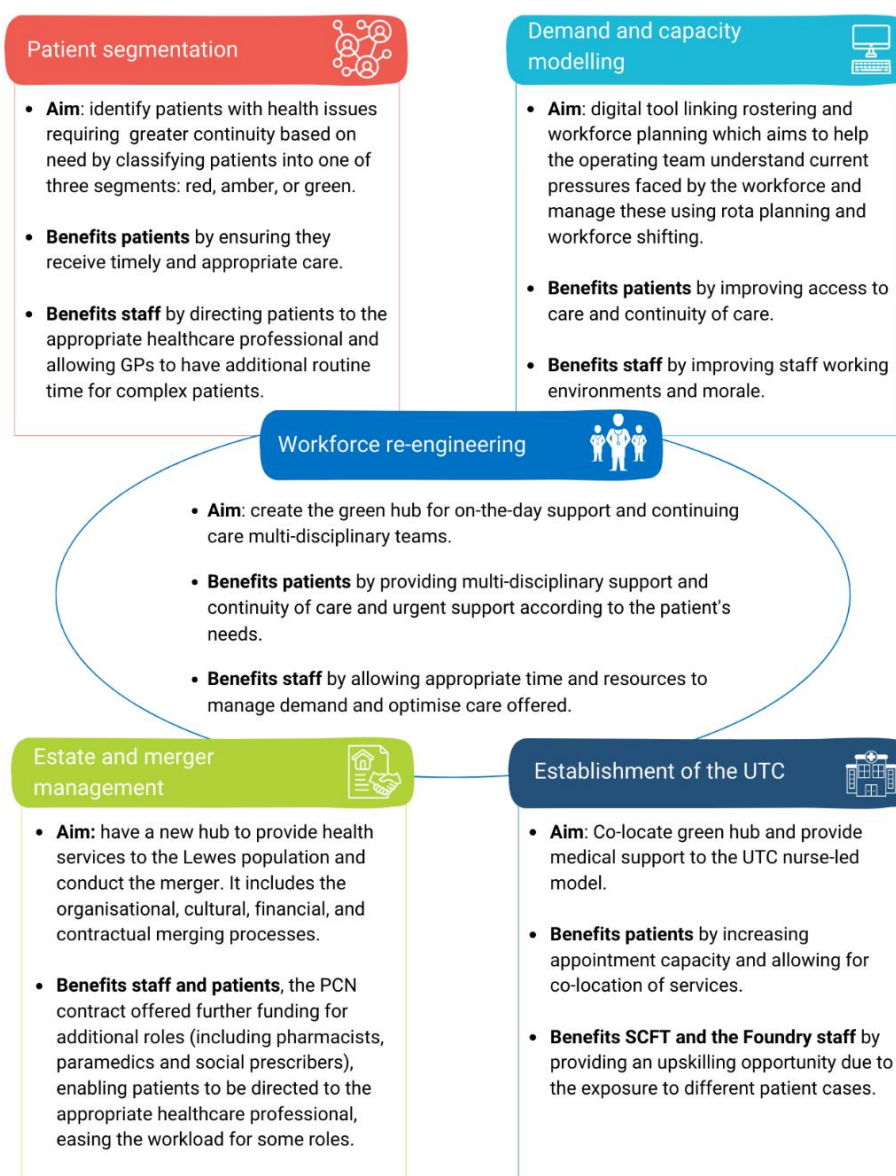 Patient segmentation
• Aim: identify patients with health issues
requiring greater continuity based on
need by classifying patients into one of
three segments: red, amber, or green.
• Benefits patients by ensuring they
receive timely and appropriate care.
• Benefits staff by directing patients to the
appropriate healthcare professional and
allowing GPs to have additional routine
time for complex patients.
Demand and capacity
modelling
• Aim: digital tool linking rostering and
workforce planning which aims to help
the operating team understand current
pressures faced by the workforce and
manage these using rota planning and
workforce shifting.
• Benefits patients by improving access to
care and continuity of care.
• Benefits staff by improving staff working
environments and morale.
Workforce re-engineering
• Aim: create the green hub for on-the-day support and continuing
care multi-disciplinary teams.
• Benefits patients by providing multi-disciplinary support and
continuity of care and urgent support according to the patient's
needs.
• Benefits staff by allowing appropriate time and resources to
manage demand and optimise care offered.
Estate and merger
management
• Aim: have a new hub to provide health
services to the Lewes population and
conduct the merger. It includes the
organisational, cultural, financial, and
contractual merging processes.
• Benefits staff and patients, the PCN
contract offered further funding for
additional roles (including pharmacists,
paramedics and social prescribers),
enabling patients to be directed to the
appropriate healthcare professional,
easing the workload for some roles.
Establishment of the UTC
• Aim: Co-locate green hub and provide
medical support to the UTC nurse-led
model.
• Benefits patients by increasing
appointment capacity and allowing for
co-location of services.
• Benefits SCFT and the Foundry staff by
providing an upskilling opportunity due to
the exposure to different patient cases.